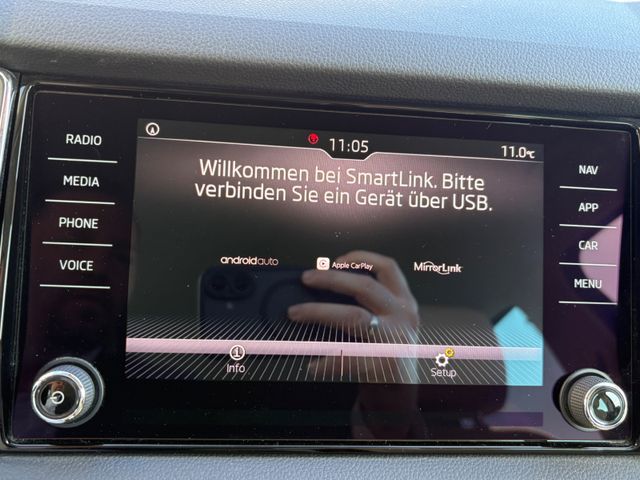 RADIO
MEDIA
PHONE
VOICE
11:05
11.0°C
Willkommen bei SmartLink. Bitte
verbinden Sie ein Gerät über USB.
androidauto
Apple CarPlay
MirrorLink
Info
Setup
NAV
APP
CAR
MENU